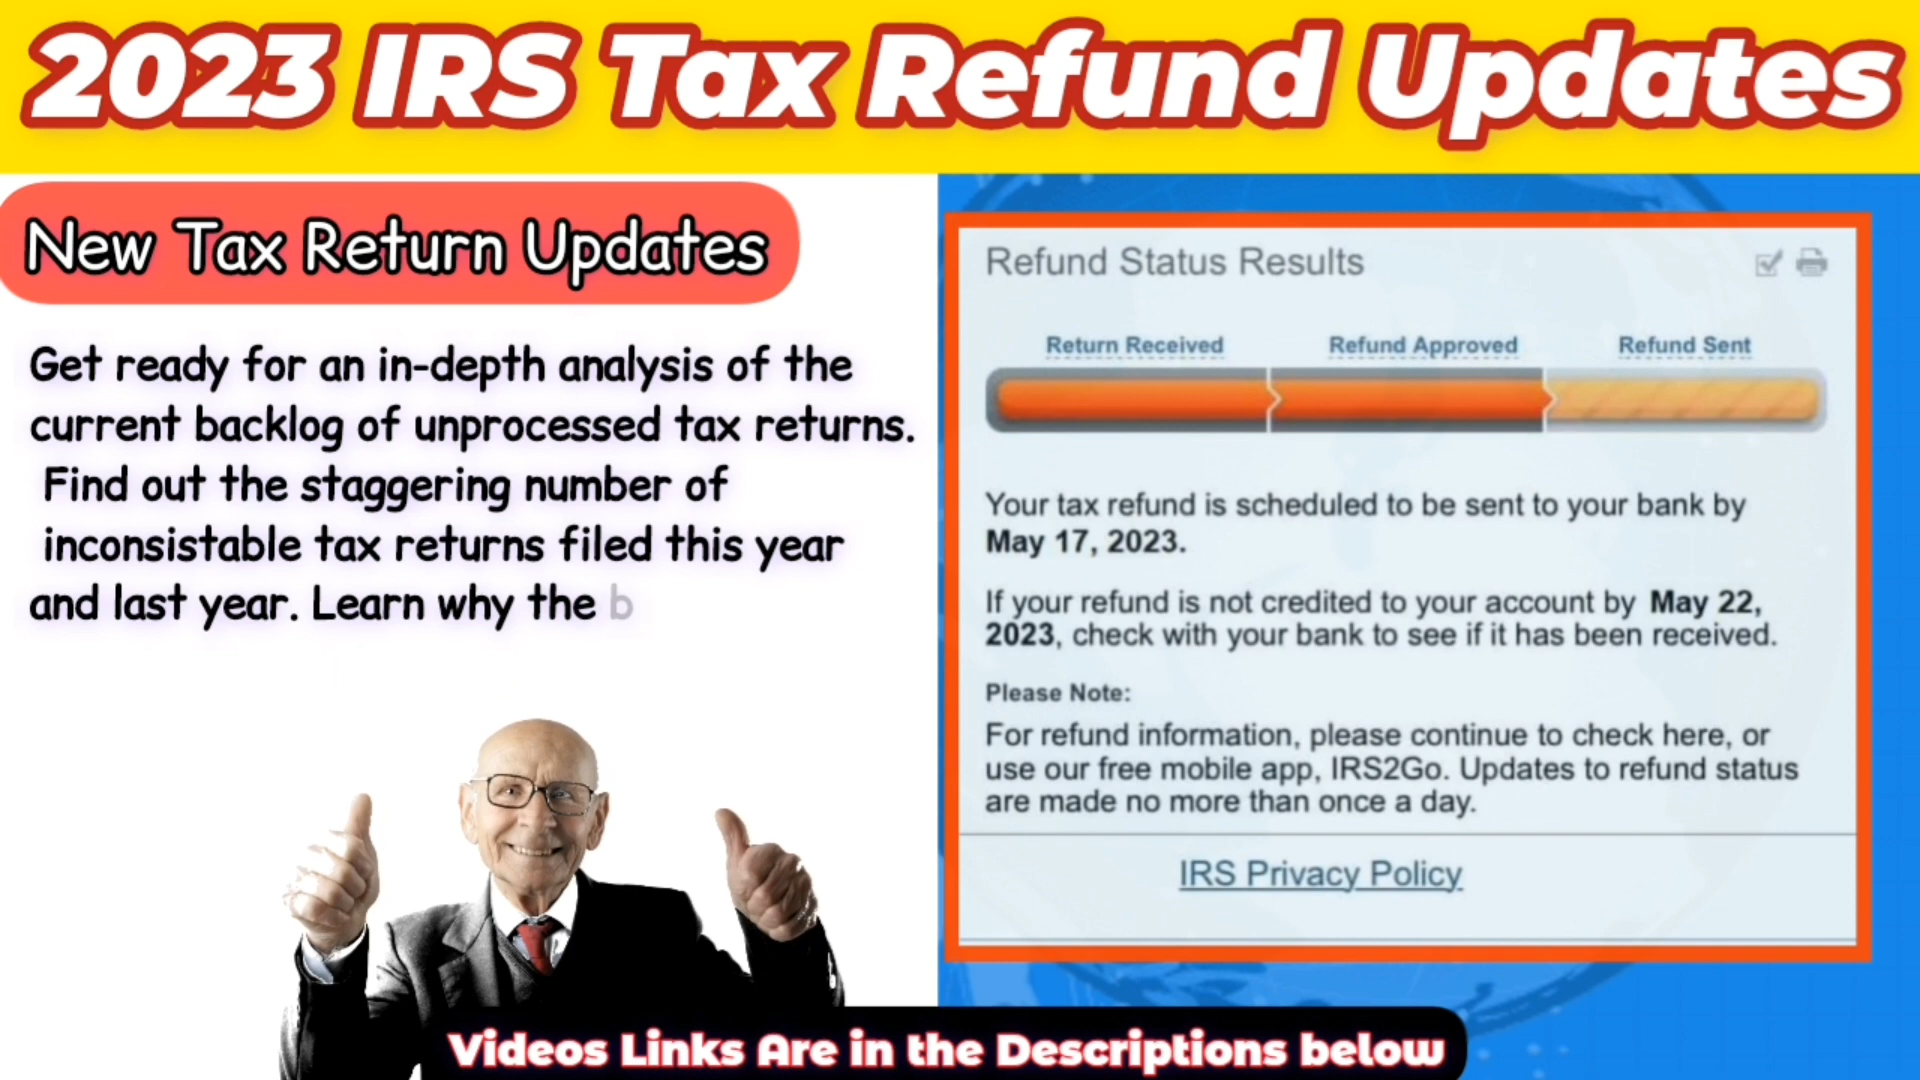 2023 IRS Tax Refund Updates
New Tax Return Updates
Get ready for an in-depth analysis of the
current backlog of unprocessed tax returns.
Find out the staggering number of
inconsistable tax returns filed this year
and last year. Learn why the b
Refund Status Results
Return Received Refund Approved Refund Sent
Your tax refund is scheduled to be sent to your bank by
May 17, 2023.
If your refund is not credited to your account by May 22,
2023, check with your bank to see if it has been received.
Please Note:
For refund information, please continue to check here, or
use our free mobile app, IRS2Go. Updates to refund status
are made no more than once a day.
IRS Privacy Policy
Videos Links Are in the Descriptions below